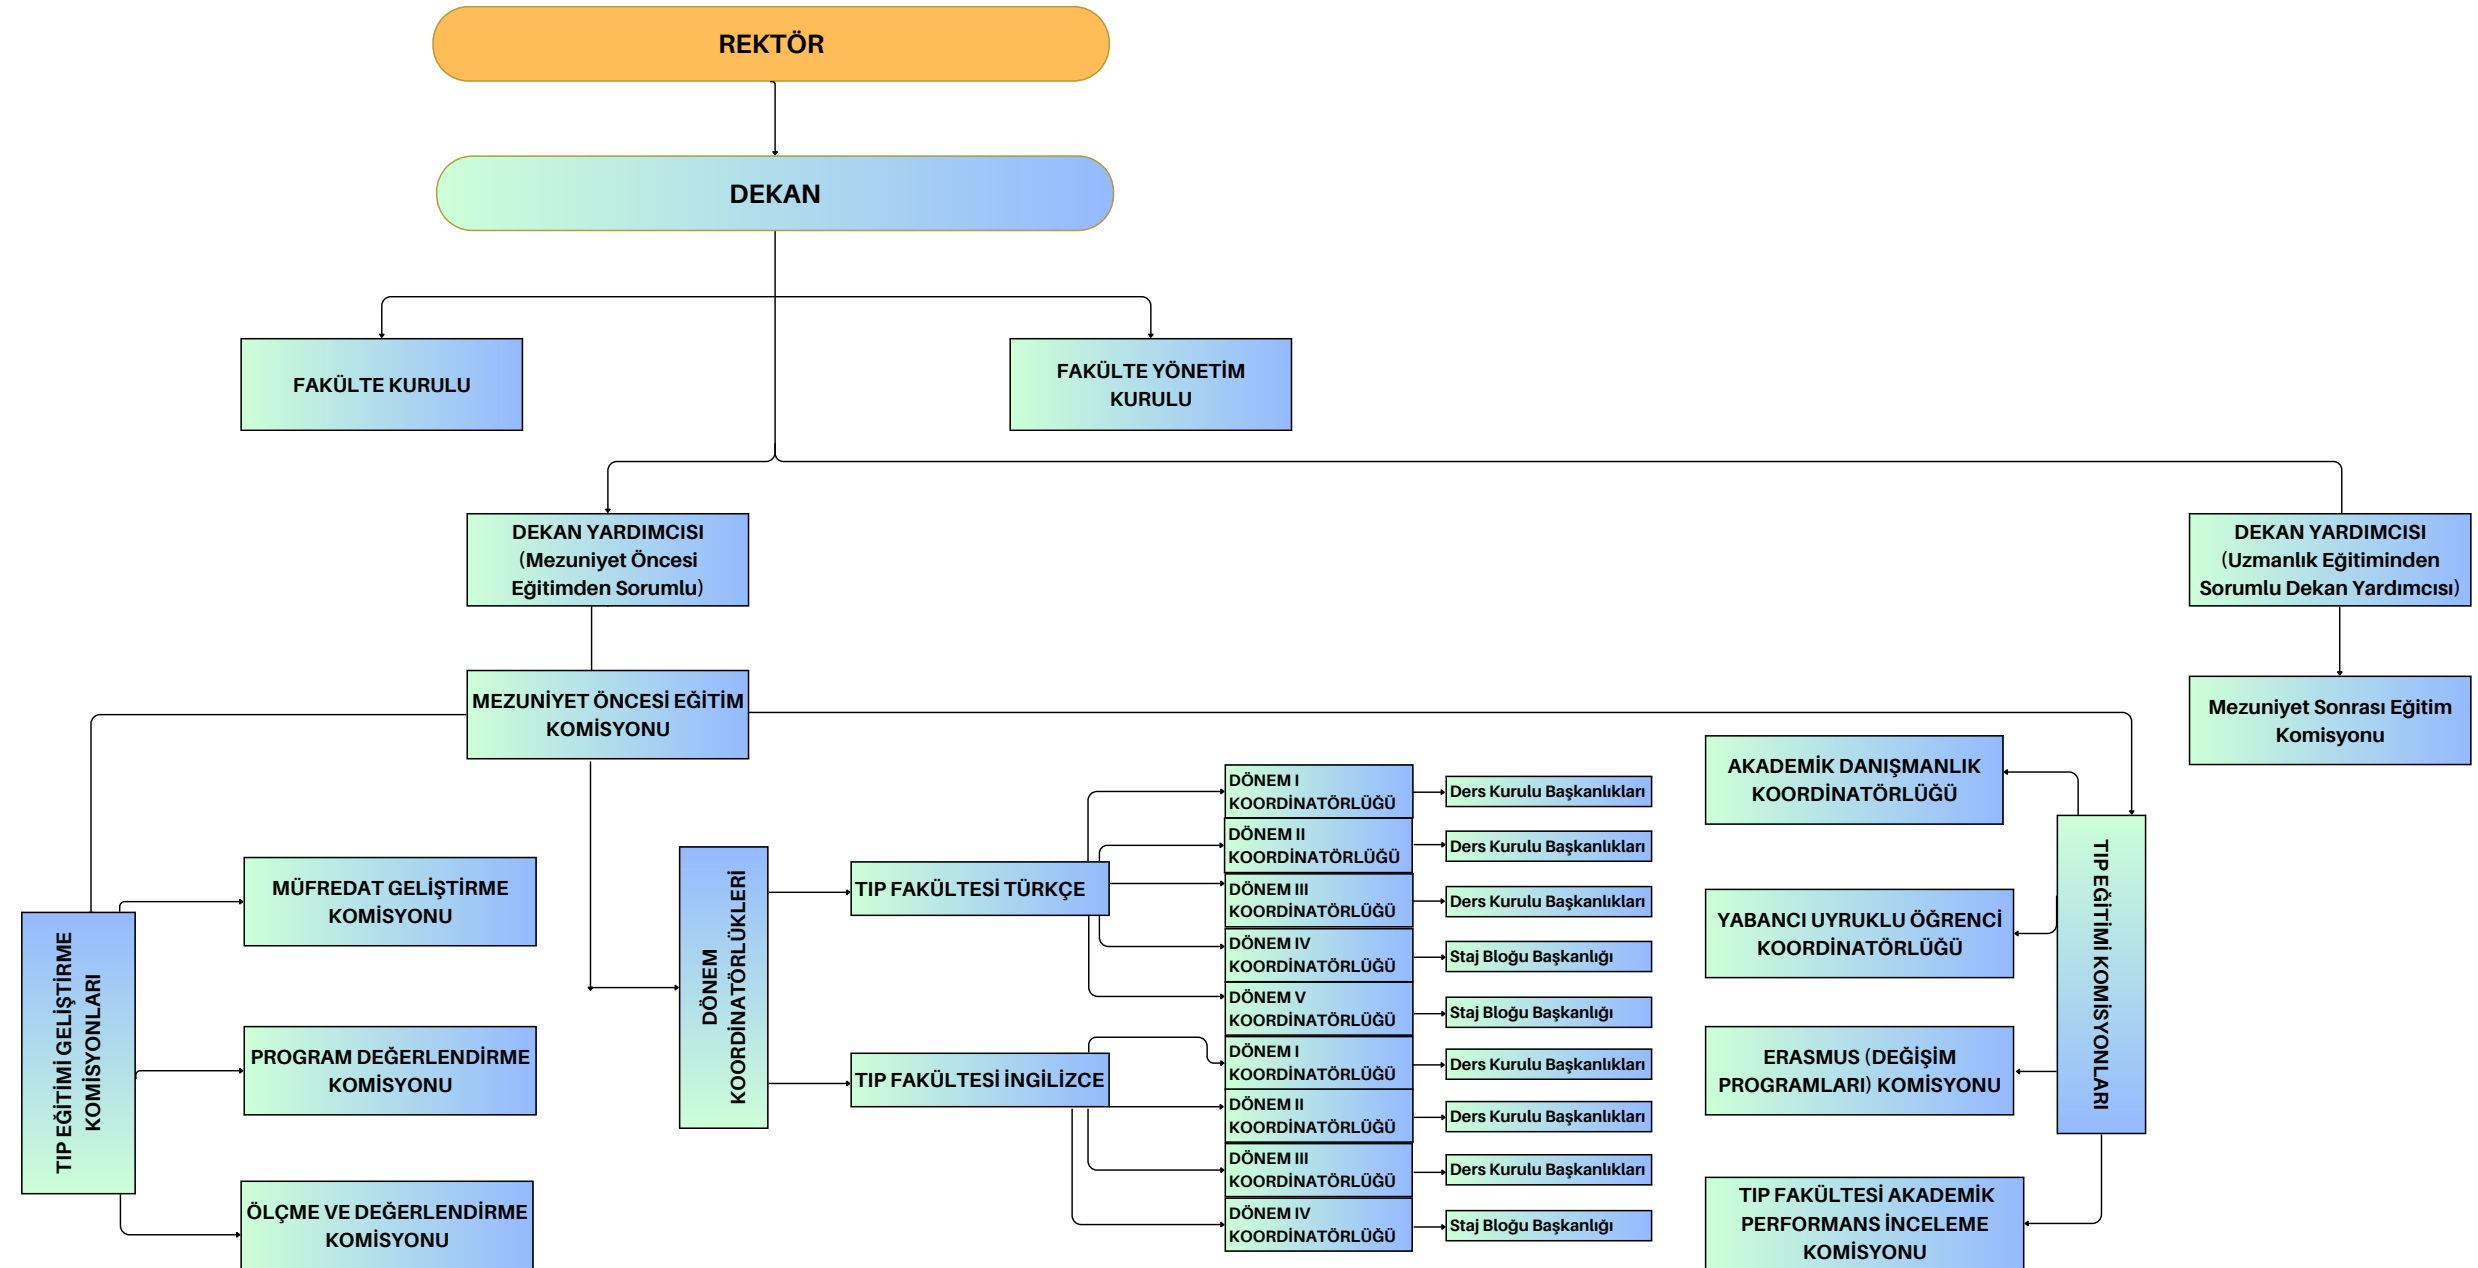 REKTÖR
DEKAN
FAKÜLTE KURULU
FAKÜLTE YÖNETİM
KURULU
DEKAN YARDIMCISI
(Mezuniyet Öncesi
Eğitimden Sorumlu)
DEKAN YARDIMCISI
(Uzmanlık Eğitiminden
Sorumlu Dekan Yardımcısı)
MEZUNİYET ÖNCESİ EĞİTİM
KOMİSYONU
Mezuniyet Sonrası Eğitim
Komisyonu
TIP EĞİTİMİ GELİŞTİRME
KOMİSYONLARI
MÜFREDAT GELİŞTİRME
KOMİSYONU
PROGRAM DEĞERLENDİRME
KOMİSYONU
ÖLÇME VE DEĞERLENDİRME
KOMİSYONU
DÖNEM
KOORDİNATÖRLÜKLERİ
TIP FAKÜLTESİ TÜRKÇE
DÖNEM I
KOORDİNATÖRLÜĞÜ
Ders Kurulu Başkanlıkları
DÖNEM II
KOORDİNATÖRLÜĞÜ
Ders Kurulu Başkanlıkları
DÖNEM III
KOORDİNATÖRLÜĞÜ
Ders Kurulu Başkanlıkları
DÖNEM IV
KOORDİNATÖRLÜĞÜ
Staj Bloğu Başkanlığı
DÖNEM V
KOORDİNATÖRLÜĞÜ
Staj Bloğu Başkanlığı
TIP FAKÜLTESİ İNGİLİZCE
DÖNEM I
KOORDİNATÖRLÜĞÜ
Ders Kurulu Başkanlıkları
DÖNEM II
KOORDİNATÖRLÜĞÜ
Ders Kurulu Başkanlıkları
DÖNEM III
KOORDİNATÖRLÜĞÜ
Ders Kurulu Başkanlıkları
DÖNEM IV
KOORDİNATÖRLÜĞÜ
Staj Bloğu Başkanlığı
TIP EĞİTİMİ KOMİSYONLARI
AKADEMİK DANIŞMANLIK
KOORDİNATÖRLÜĞÜ
YABANCI UYRUKLU ÖĞRENCİ
KOORDİNATÖRLÜĞÜ
ERASMUS (DEĞİŞİM
PROGRAMLARI) KOMİSYONU
TIP FAKÜLTESİ AKADEMİK
PERFORMANS İNCELEME
KOMİSYONU